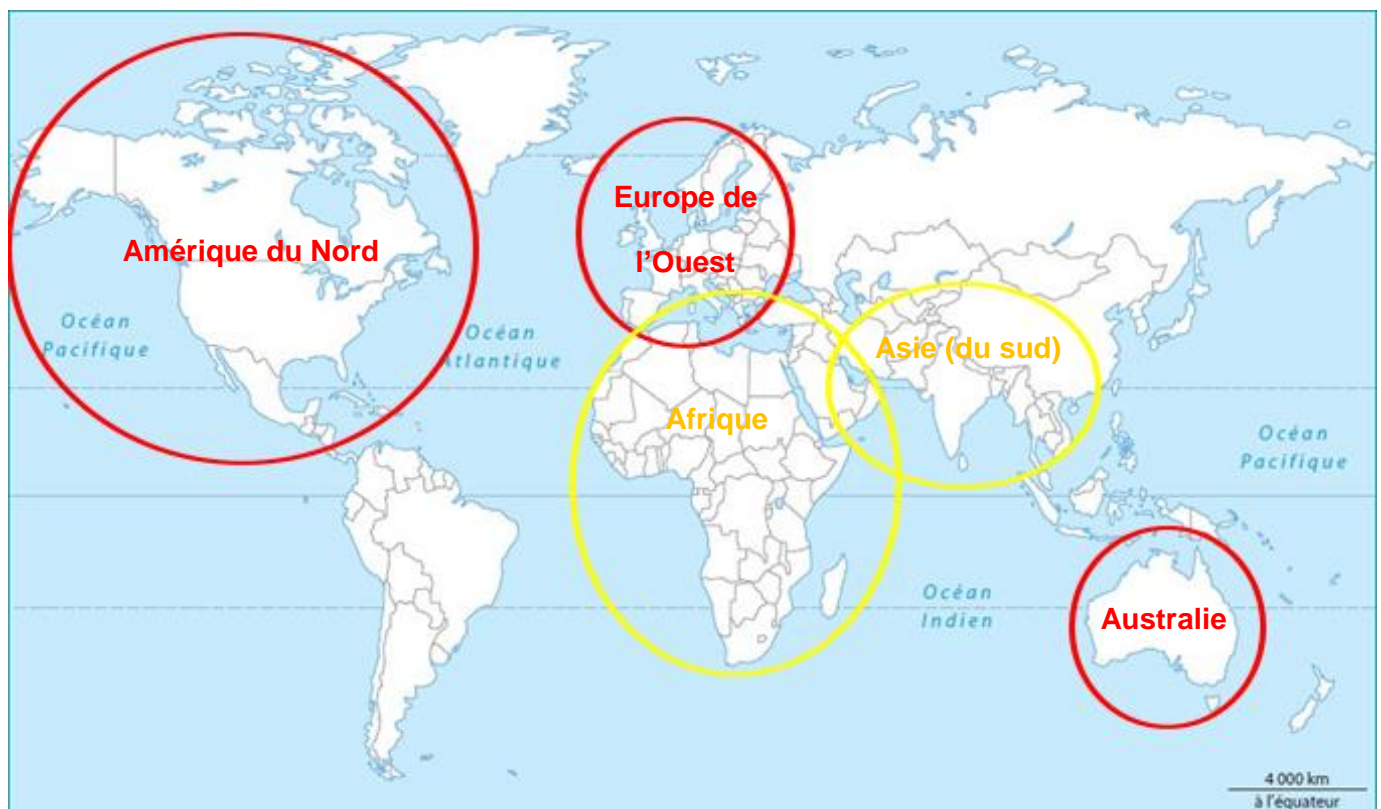 Europe de
l’Ouest
Amérique du Nord
Océan
Pacifique
Océan
Atlantique
Asie (du sud)
Afrique
Océan
Pacifique
Océan
Indien
Australie
4 000 km
à l'équateur